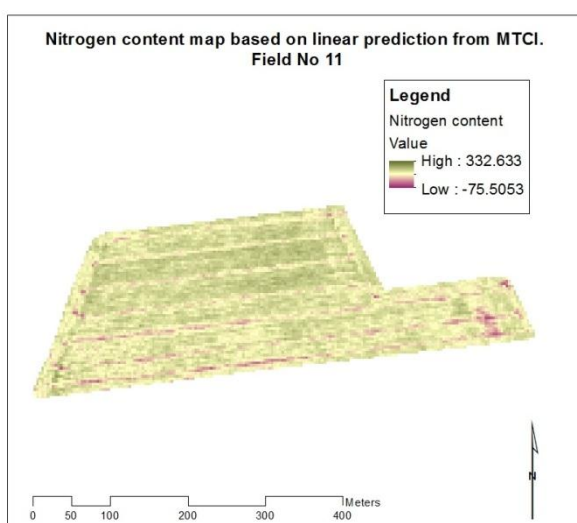 Nitrogen content map based on linear prediction from MTCI.
Field No 11
Legend
Nitrogen content
Value
High : 332.633
Low : -75.5053
N
Meters
0 50 100 200 300 400